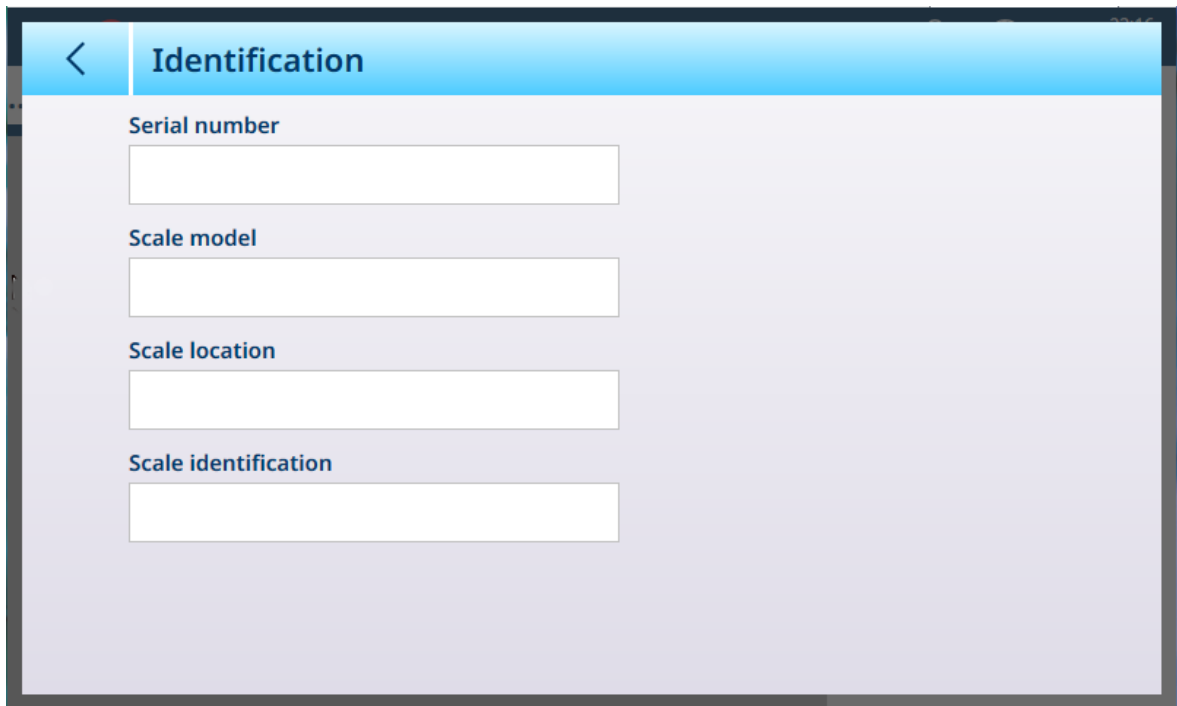 Identification
Serial number
Scale model
Scale location
Scale identification